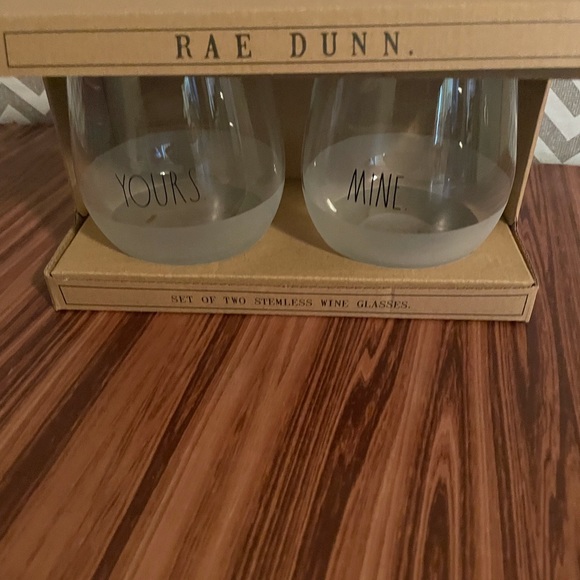 RAE DUNN.
YOURS
MINE.
SET OF TWO STEMLESS WINE GLASSES.